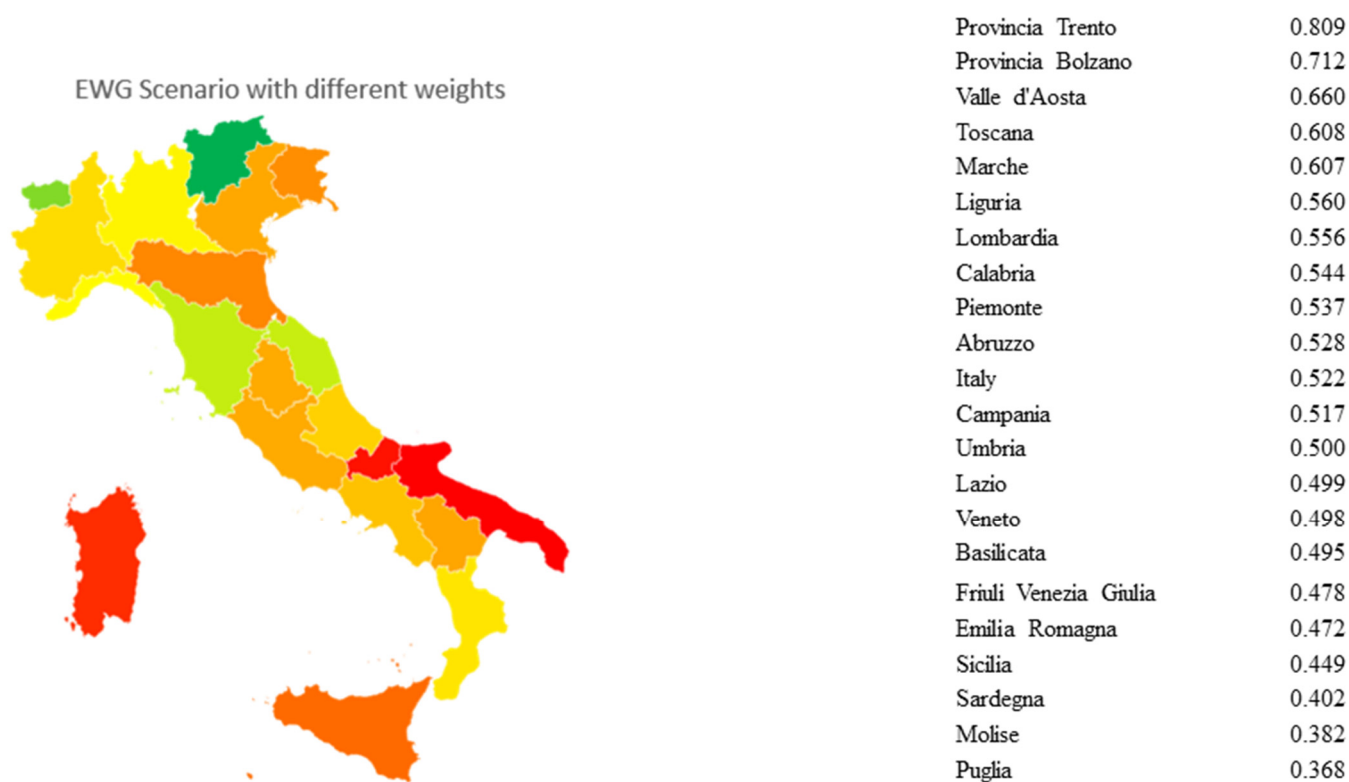 EWG Scenario with different weights
Provincia Trento 0.809
Provincia Bolzano 0.712
Valle d'Aosta 0.660
Toscana 0.608
Marche 0.607
Liguria 0.560
Lombardia 0.556
Calabria 0.544
Piemonte 0.537
Abruzzo 0.528
Italy 0.522
Campania 0.517
Umbria 0.500
Lazio 0.499
Veneto 0.498
Basilicata 0.495
Friuli Venezia Giulia 0.478
Emilia Romagna 0.472
Sicilia 0.449
Sardegna 0.402
Molise 0.382
Puglia 0.368